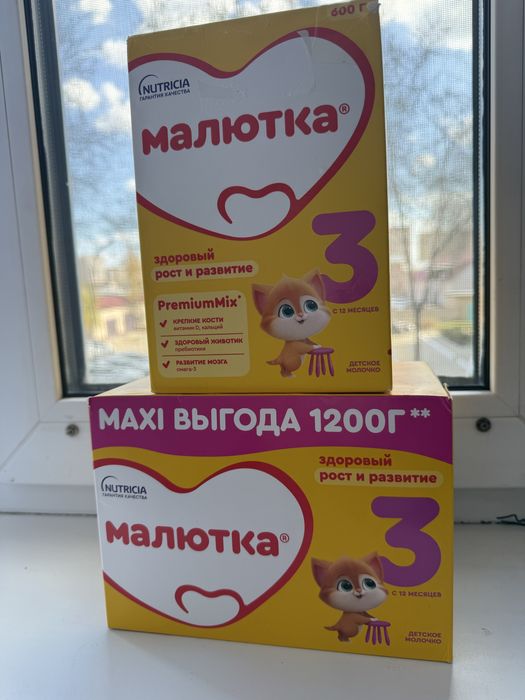 600 Г
NUTRICIA
ГАРАНТИЯ КАЧЕСТВА
МАЛЮТКА®
здоровый
рост и развитие
PremiumMix*
КРЕПКИЕ КОСТИ
витамин D, кальций
ЗДОРОВЫЙ ЖИВОТИК
пребиотики
РАЗВИТИЕ МОЗГА
омега-3
3
С 12 МЕСЯЦЕВ
ДЕТСКОЕ
МОЛОЧКО
MAXI ВЫГОДА 1200Г**
NUTRICIA
ГАРАНТИЯ КАЧЕСТВА
МАЛЮТКА®
здоровый
рост и развитие
3
С 12 МЕСЯЦЕВ
ДЕТСКОЕ
МОЛОЧКО